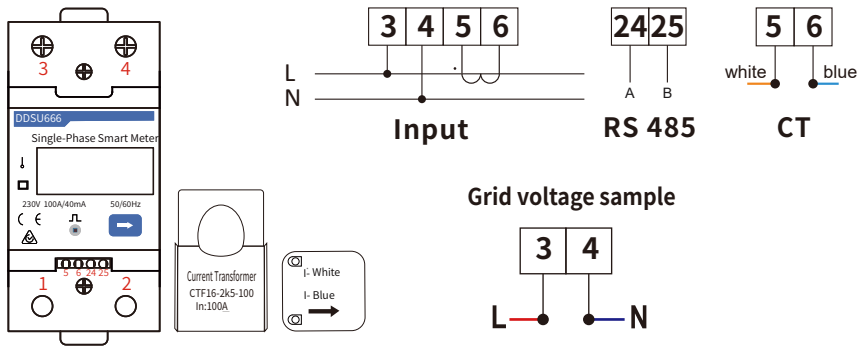 3 4
DDSU666
Single-Phase Smart Meter
230V 100A/40mA 50/60Hz
CE
5 6 24 25
1 2
Current Transformer
CTF16-2k5-100
In:100A
I- White
I- Blue
3 4 5 6
L
N
Input
24 25
A B
RS 485
5 6
white blue
CT
Grid voltage sample
3 4
L N